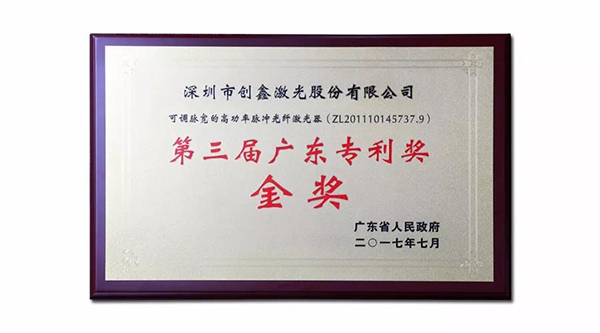 深圳市创鑫激光股份有限公司
可调脉宽的高功率脉冲光纤激光器(ZL201110145737.9)
第三届广东专利奖
金奖
广东省人民政府
二〇一七年七月